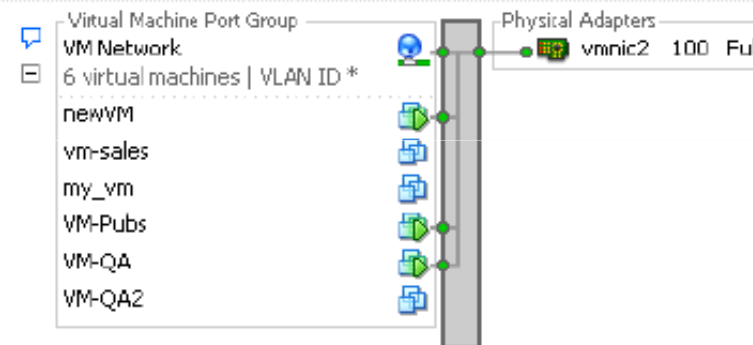 Virtual Machine Port Group
VM Network
6 virtual machines | VLAN ID *
newVM
vm-sales
my_vm
VM-Pubs
VM-QA
VM-QA2
Physical Adapters
vmnic2 100 Ful